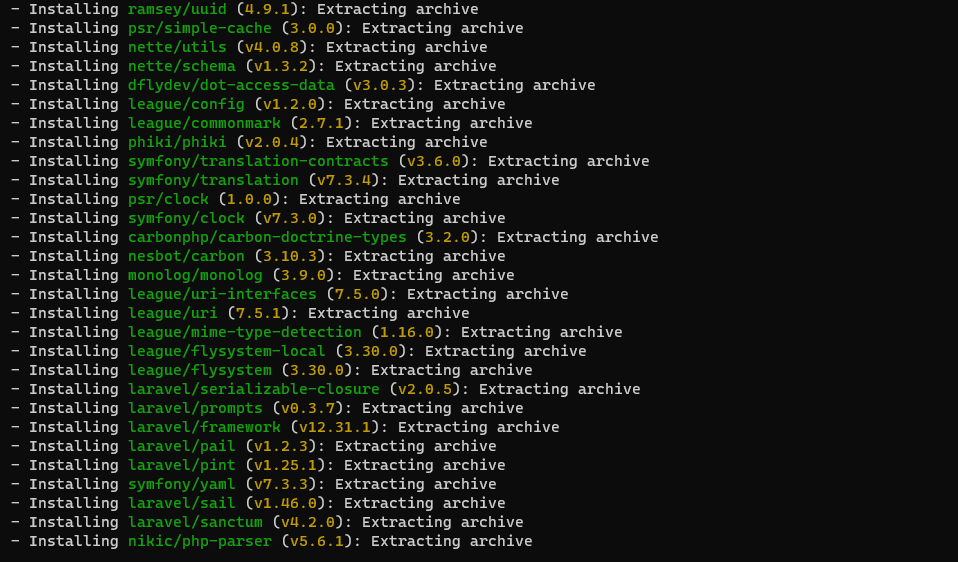 - Installing ramsey/uuid (4.9.1): Extracting archive
- Installing psr/simple-cache (3.0.0): Extracting archive
- Installing nette/utils (v4.0.8): Extracting archive
- Installing nette/schema (v1.3.2): Extracting archive
- Installing dflydev/dot-access-data (v3.0.3): Extracting archive
- Installing league/config (v1.2.0): Extracting archive
- Installing league/commonmark (2.7.1): Extracting archive
- Installing phiki/phiki (v2.0.4): Extracting archive
- Installing symfony/translation-contracts (v3.6.0): Extracting archive
- Installing symfony/translation (v7.3.4): Extracting archive
- Installing psr/clock (1.0.0): Extracting archive
- Installing symfony/clock (v7.3.0): Extracting archive
- Installing carbonphp/carbon-doctrine-types (3.2.0): Extracting archive
- Installing nesbot/carbon (3.10.3): Extracting archive
- Installing monolog/monolog (3.9.0): Extracting archive
- Installing league/uri-interfaces (7.5.0): Extracting archive
- Installing league/uri (7.5.1): Extracting archive
- Installing league/mime-type-detection (1.16.0): Extracting archive
- Installing league/flysystem-local (3.30.0): Extracting archive
- Installing league/flysystem (3.30.0): Extracting archive
- Installing laravel/serializable-closure (v2.0.5): Extracting archive
- Installing laravel/prompts (v0.3.7): Extracting archive
- Installing laravel/framework (v12.31.1): Extracting archive
- Installing laravel/pail (v1.2.3): Extracting archive
- Installing laravel/pint (v1.25.1): Extracting archive
- Installing symfony/yaml (v7.3.3): Extracting archive
- Installing laravel/sail (v1.46.0): Extracting archive
- Installing laravel/sanctum (v4.2.0): Extracting archive
- Installing nikic/php-parser (v5.6.1): Extracting archive